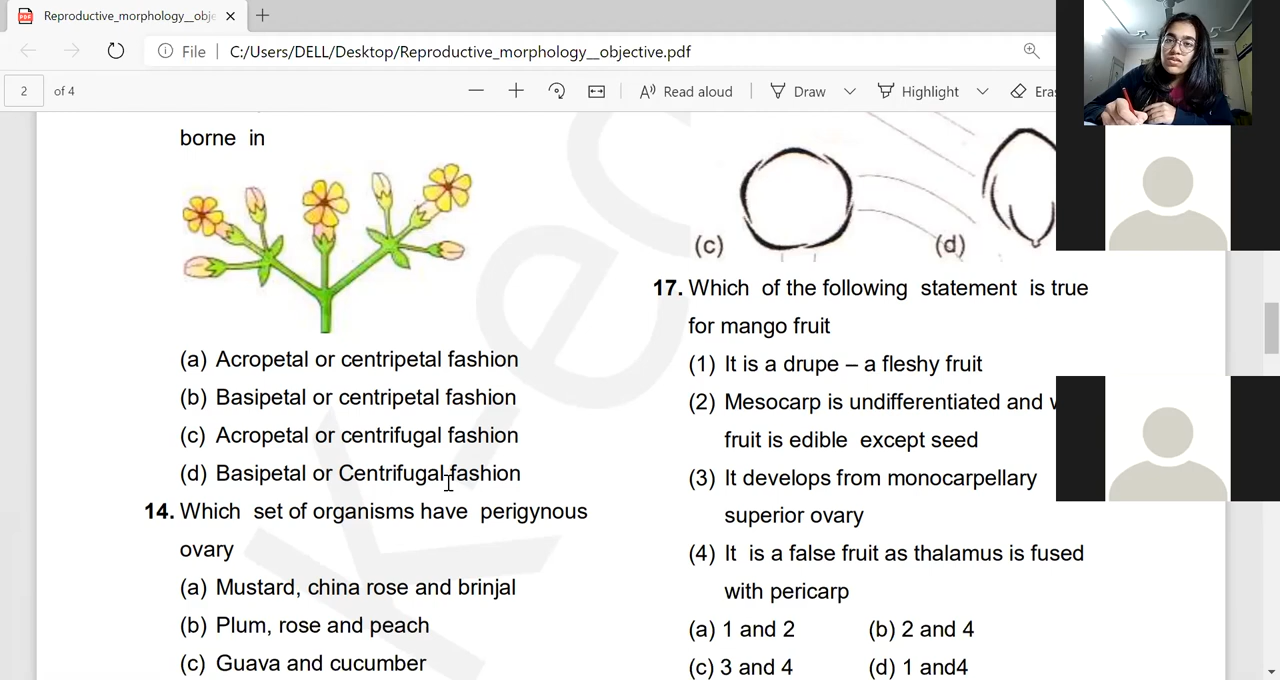 Reproductive_morphology__obje
File
C:/Users/DELL/Desktop/Reproductive_morphology__objective.pdf
2 of 4
Read aloud
Draw
Highlight
borne in
(a) Acropetal or centripetal fashion
(b) Basipetal or centripetal fashion
(c) Acropetal or centrifugal fashion
(d) Basipetal or Centrifugal fashion
14. Which set of organisms have perigynous
ovary
(a) Mustard, china rose and brinjal
(b) Plum, rose and peach
(c) Guava and cucumber
(c)
(d)
17. Which of the following statement is true
for mango fruit
(1) It is a drupe – a fleshy fruit
(2) Mesocarp is undifferentiated and
fruit is edible except seed
(3) It develops from monocarpellary
superior ovary
(4) It is a false fruit as thalamus is fused
with pericarp
(a) 1 and 2 (b) 2 and 4
(c) 3 and 4 (d) 1 and4